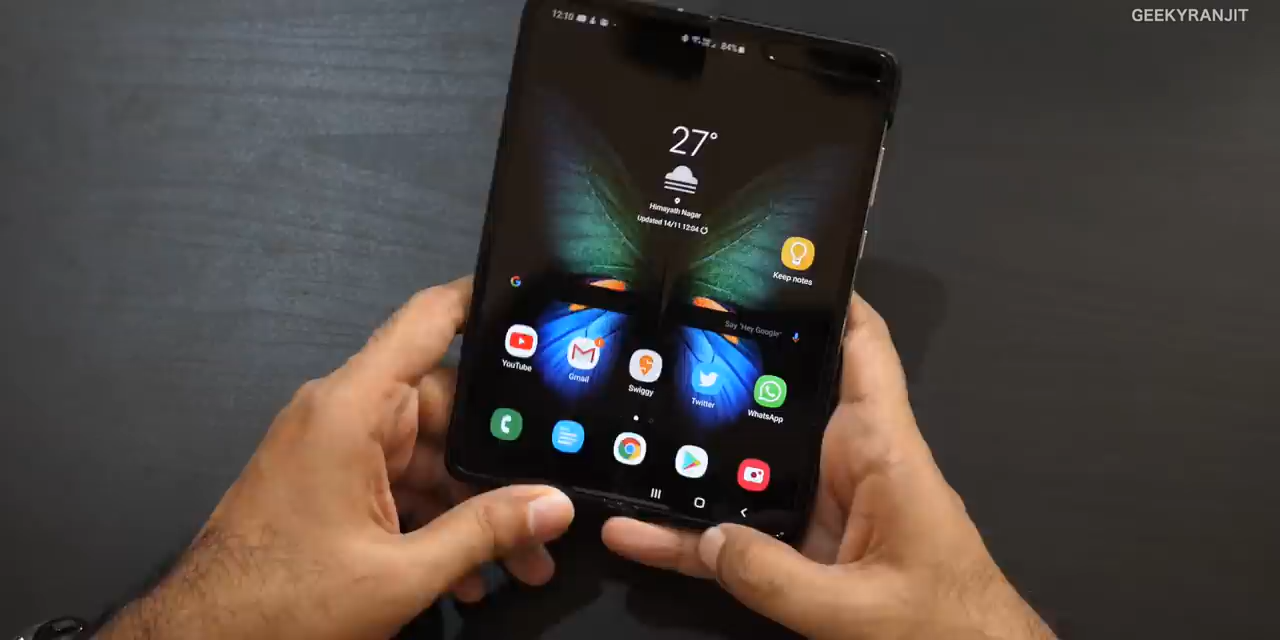 GEEKYRANJIT
12:10
84%
27°
Himayath Nagar
Updated 14/11 12:04
Keep notes
Say "Hey Google"
YouTube
Gmail
Swiggy
Twitter
WhatsApp